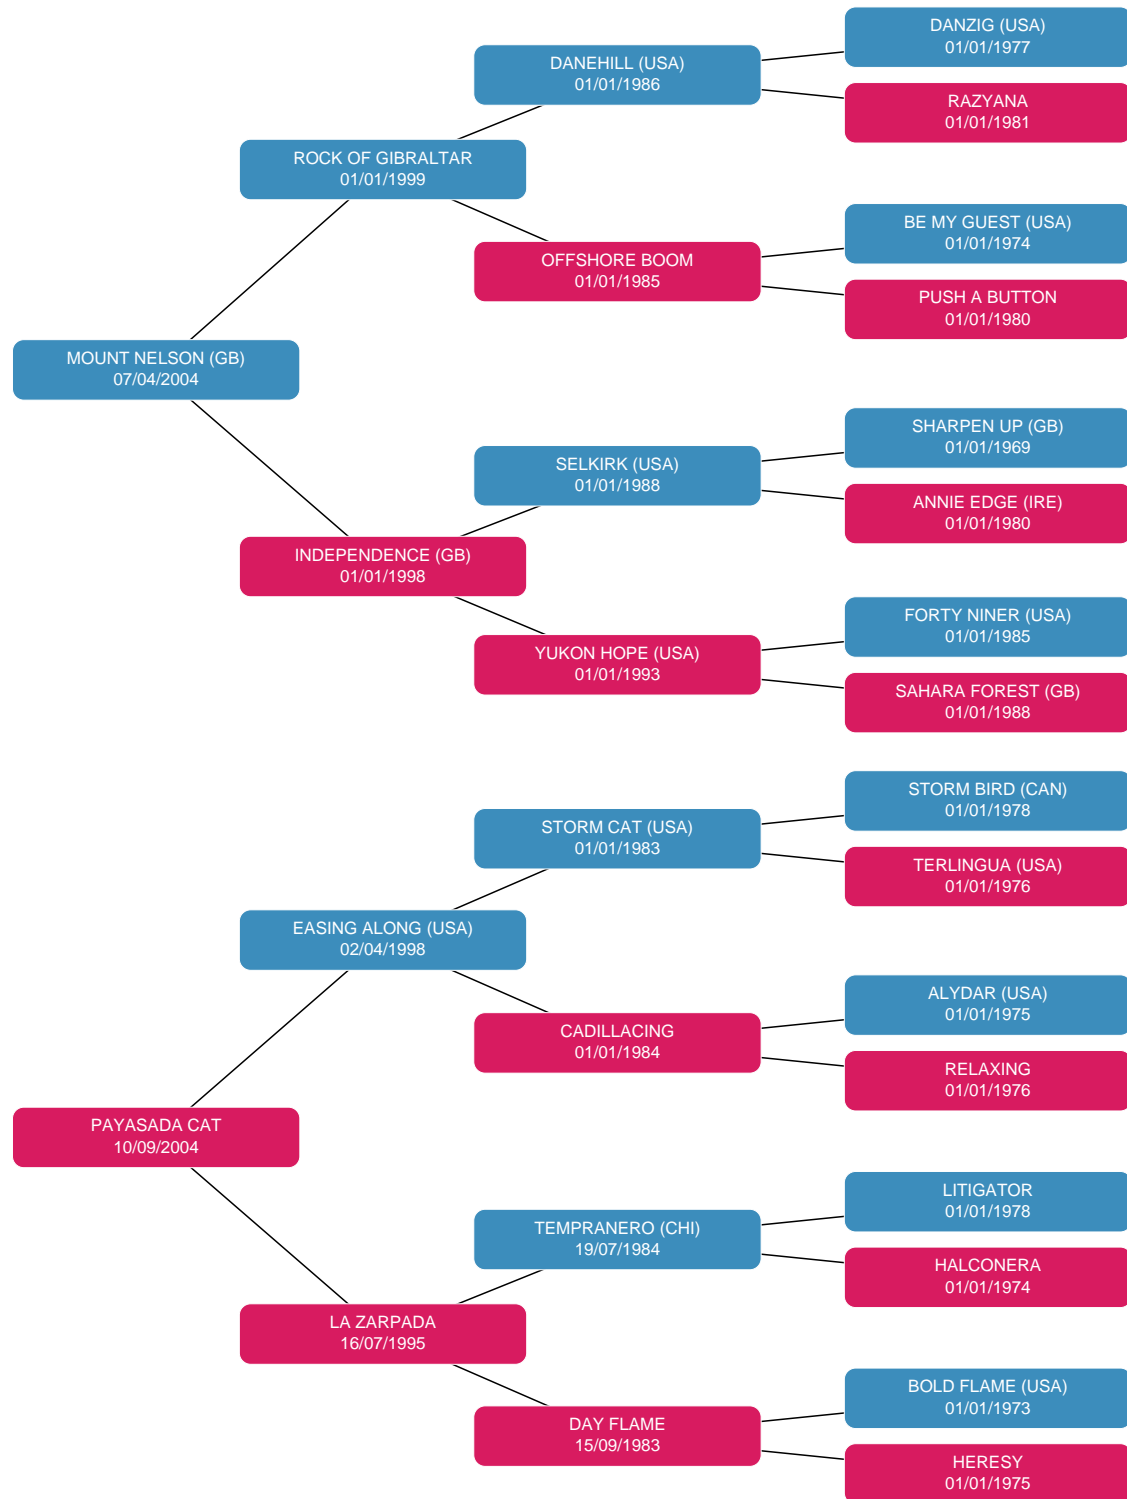 DANZIG (USA)
01/01/1977
DANEHILL (USA)
01/01/1986
RAZYANA
01/01/1981
ROCK OF GIBRALTAR
01/01/1999
BE MY GUEST (USA)
01/01/1974
OFFSHORE BOOM
01/01/1985
PUSH A BUTTON
01/01/1980
MOUNT NELSON (GB)
07/04/2004
SHARPEN UP (GB)
01/01/1969
SELKIRK (USA)
01/01/1988
ANNIE EDGE (IRE)
01/01/1980
INDEPENDENCE (GB)
01/01/1998
FORTY NINER (USA)
01/01/1985
YUKON HOPE (USA)
01/01/1993
SAHARA FOREST (GB)
01/01/1988
STORM BIRD (CAN)
01/01/1978
STORM CAT (USA)
01/01/1983
TERLINGUA (USA)
01/01/1976
EASING ALONG (USA)
02/04/1998
ALYDAR (USA)
01/01/1975
CADILLACING
01/01/1984
RELAXING
01/01/1976
PAYASADA CAT
10/09/2004
LITIGATOR
01/01/1978
TEMPRANERO (CHI)
19/07/1984
HALCONERA
01/01/1974
LA ZARPADA
16/07/1995
BOLD FLAME (USA)
01/01/1973
DAY FLAME
15/09/1983
HERESY
01/01/1975